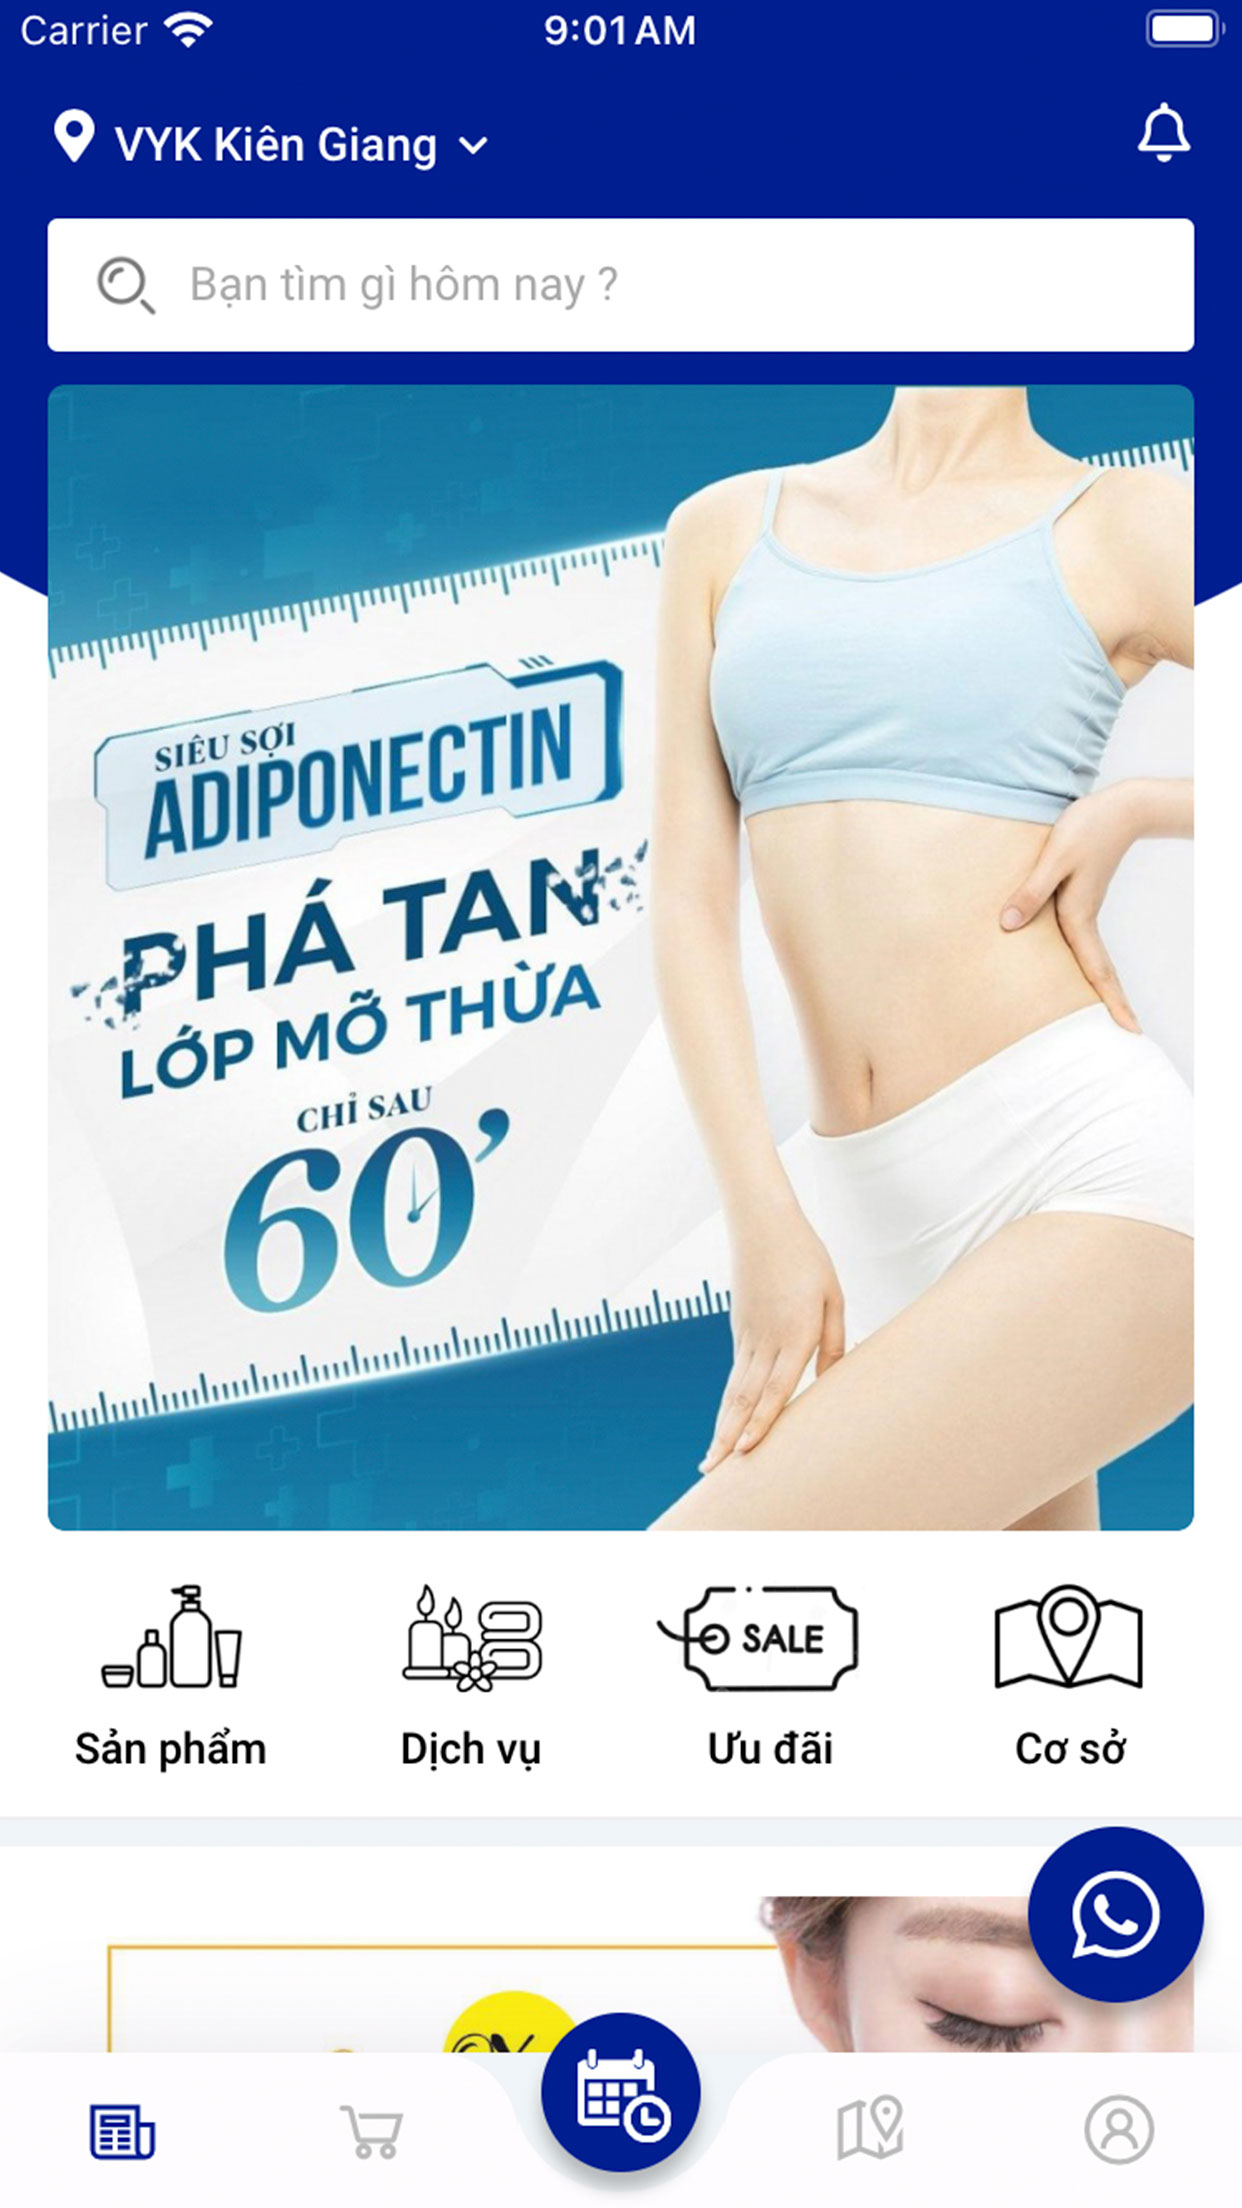 Carrier 9:01 AM
VYK Kiên Giang
Bạn tìm gì hôm nay ?
SIÊU SỢI
ADIPONECTIN
PHÁ TAN
LỚP MỠ THỪA
CHỈ SAU
60'
SALE
Sản phẩm Dịch vụ Ưu đãi Cơ sở